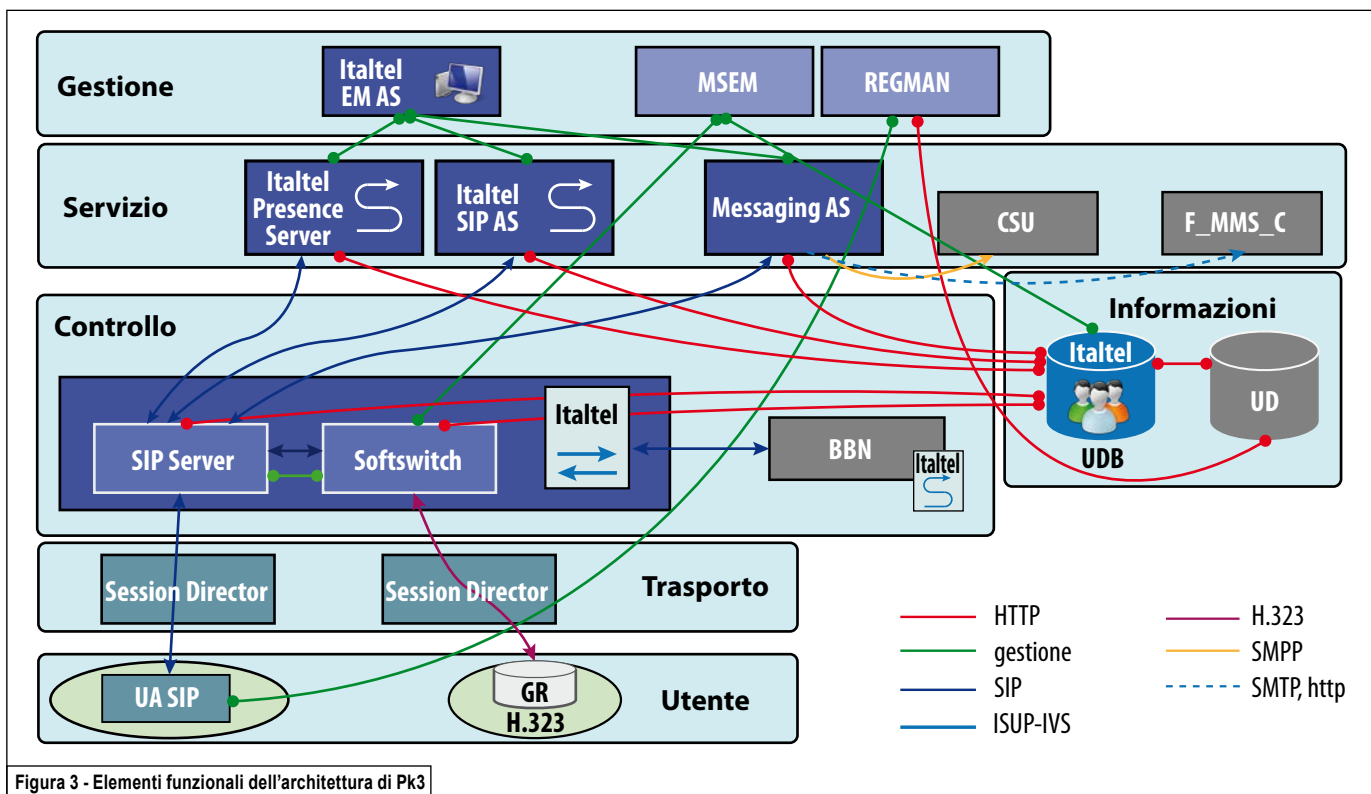 Gestione
Italtel
EM AS
MSEM
REGMAN
Servizio
Italtel
Presence
Server
Italtel
SIP AS
Messaging AS
CSU
F_MMS_C
Controllo
SIP Server
Softswitch
Italtel
BBN
Italtel
Informazioni
Italtel
UDB
UD
Session Director
Session Director
Trasporto
UA SIP
GR
H.323
Utente
HTTP
gestione
SIP
ISUP-IVS
H.323
SMPP
SMTP, http
Figura 3 - Elementi funzionali dell'architettura di Pk3